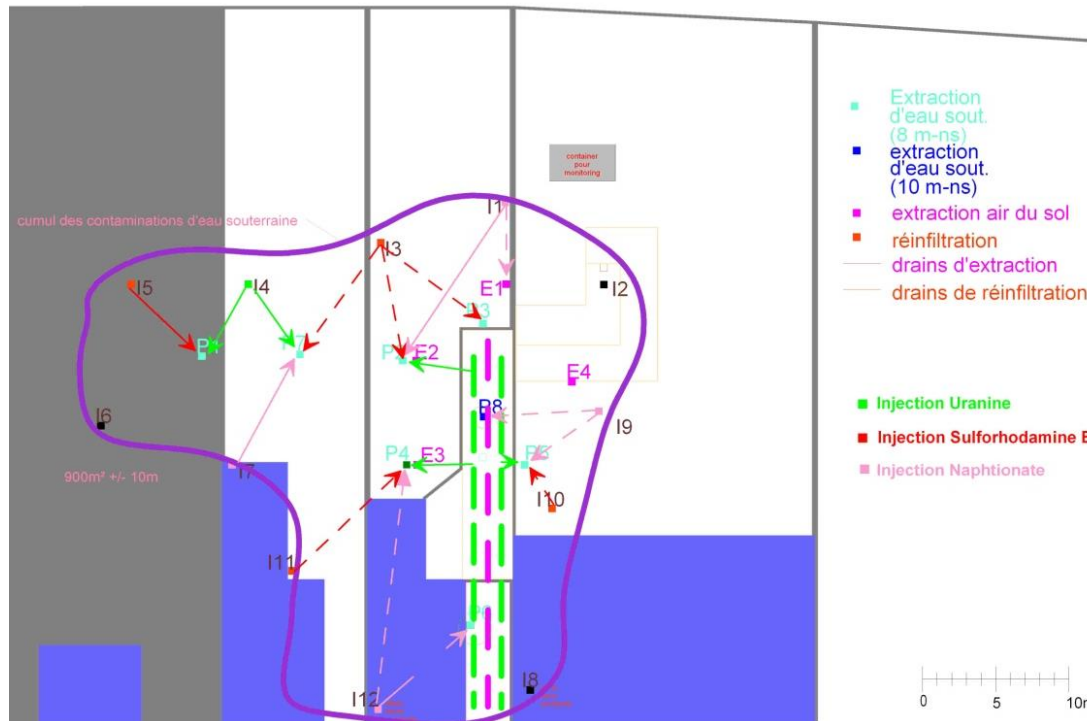 Extraction
d'eau sout.
(8 m-ns)
extraction
d'eau sout.
(10 m-ns)
extraction air du sol
réinfiltration
drains d'extraction
drains de réinfiltration
container
pour
monitoring
cumul des contaminations d'eau souterraine
I1
I3
I5
I4
E1
I2
P3
E2
E4
P8
I9
I6
P4
E3
P5
900m² +/- 10m
I7
I10
I11
I12
I8
Injection Uranine
Injection Sulforhodamine B
Injection Naphtionate
0
5
10m